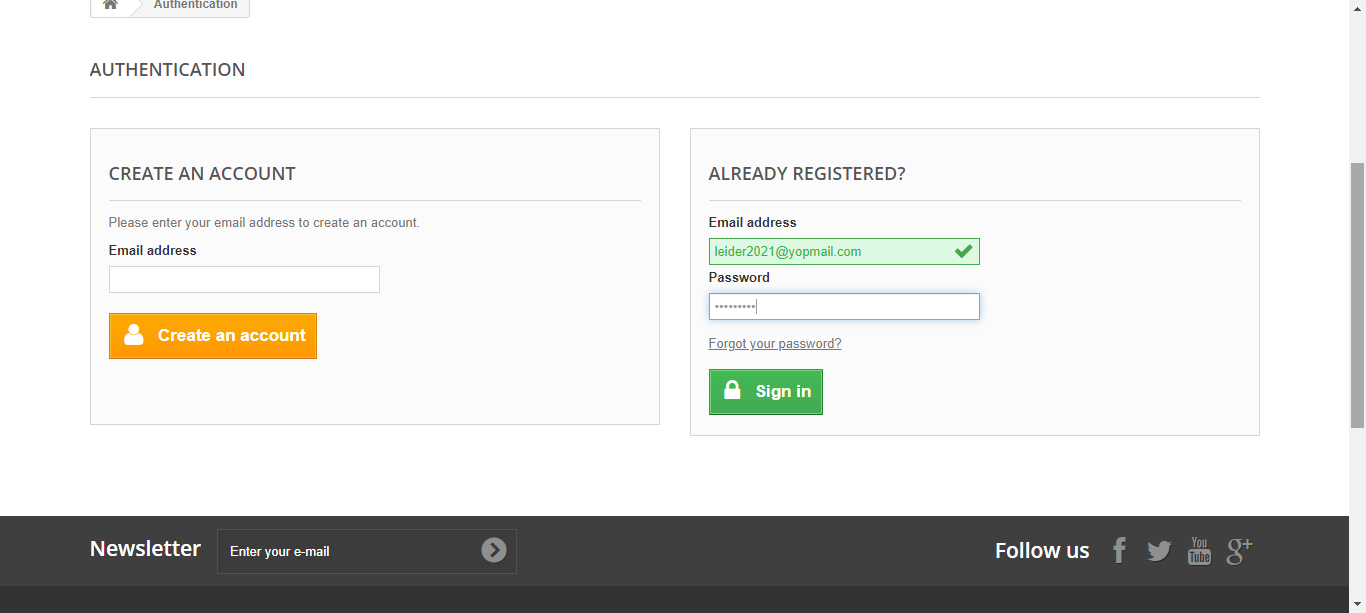 Authentication
AUTHENTICATION
CREATE AN ACCOUNT
Please enter your email address to create an account.
Email address
Create an account
ALREADY REGISTERED?
Email address
leider2021@yopmail.com
Password
•••••••••
Forgot your password?
Sign in
Newsletter
Enter your e-mail
Follow us
You
Tube
g+